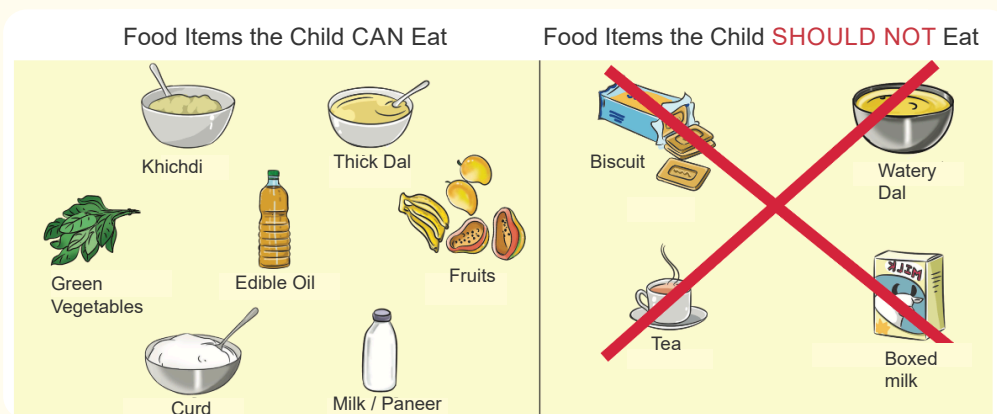 Food Items the Child CAN Eat
Khichdi
Thick Dal
Green
Vegetables
Edible Oil
Fruits
Curd
Milk / Paneer
Food Items the Child SHOULD NOT Eat
Biscuit
Watery
Dal
Tea
MILK
Boxed
milk